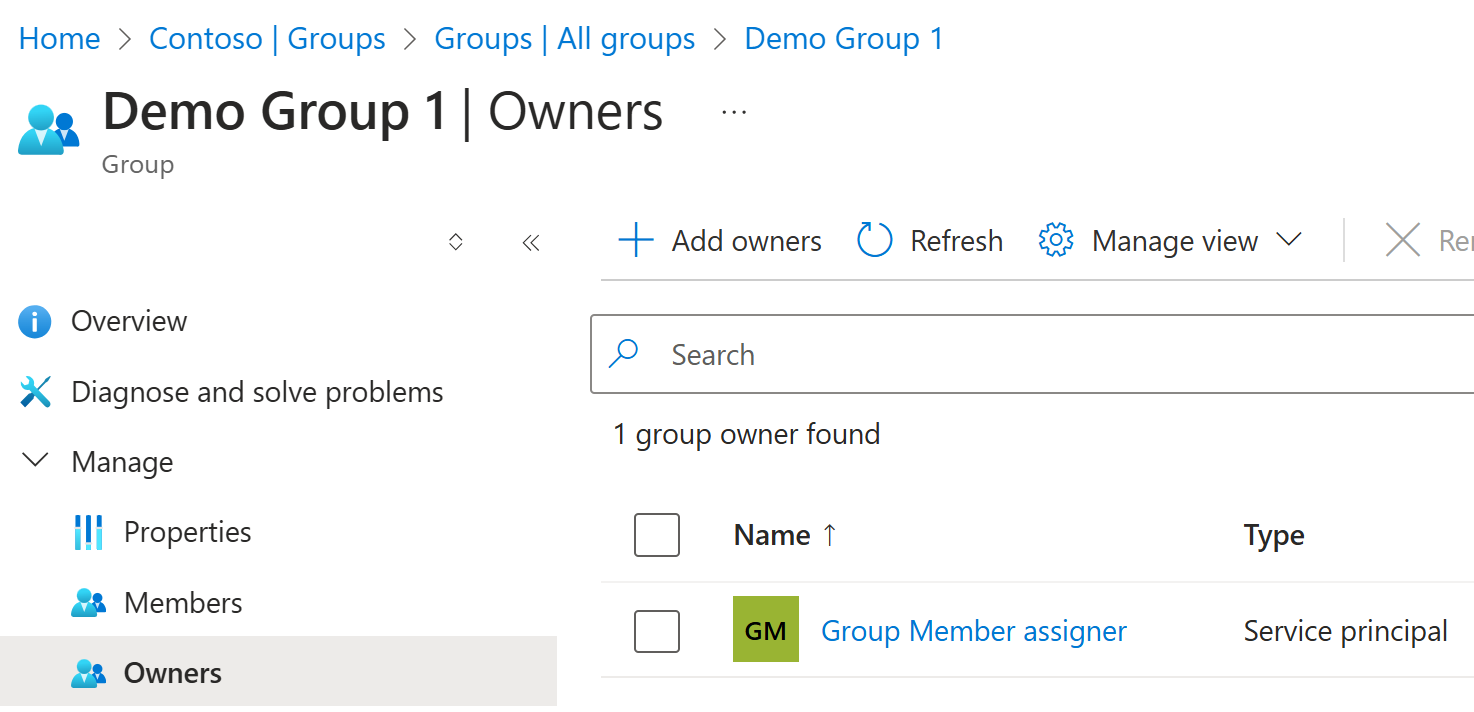 Home > Contoso | Groups > Groups | All groups > Demo Group 1
Demo Group 1 | Owners ...
Group
Add owners Refresh Manage view
Overview
Search
Diagnose and solve problems
1 group owner found
Manage
Properties
Name ↑ Type
Members
GM Group Member assigner Service principal
Owners